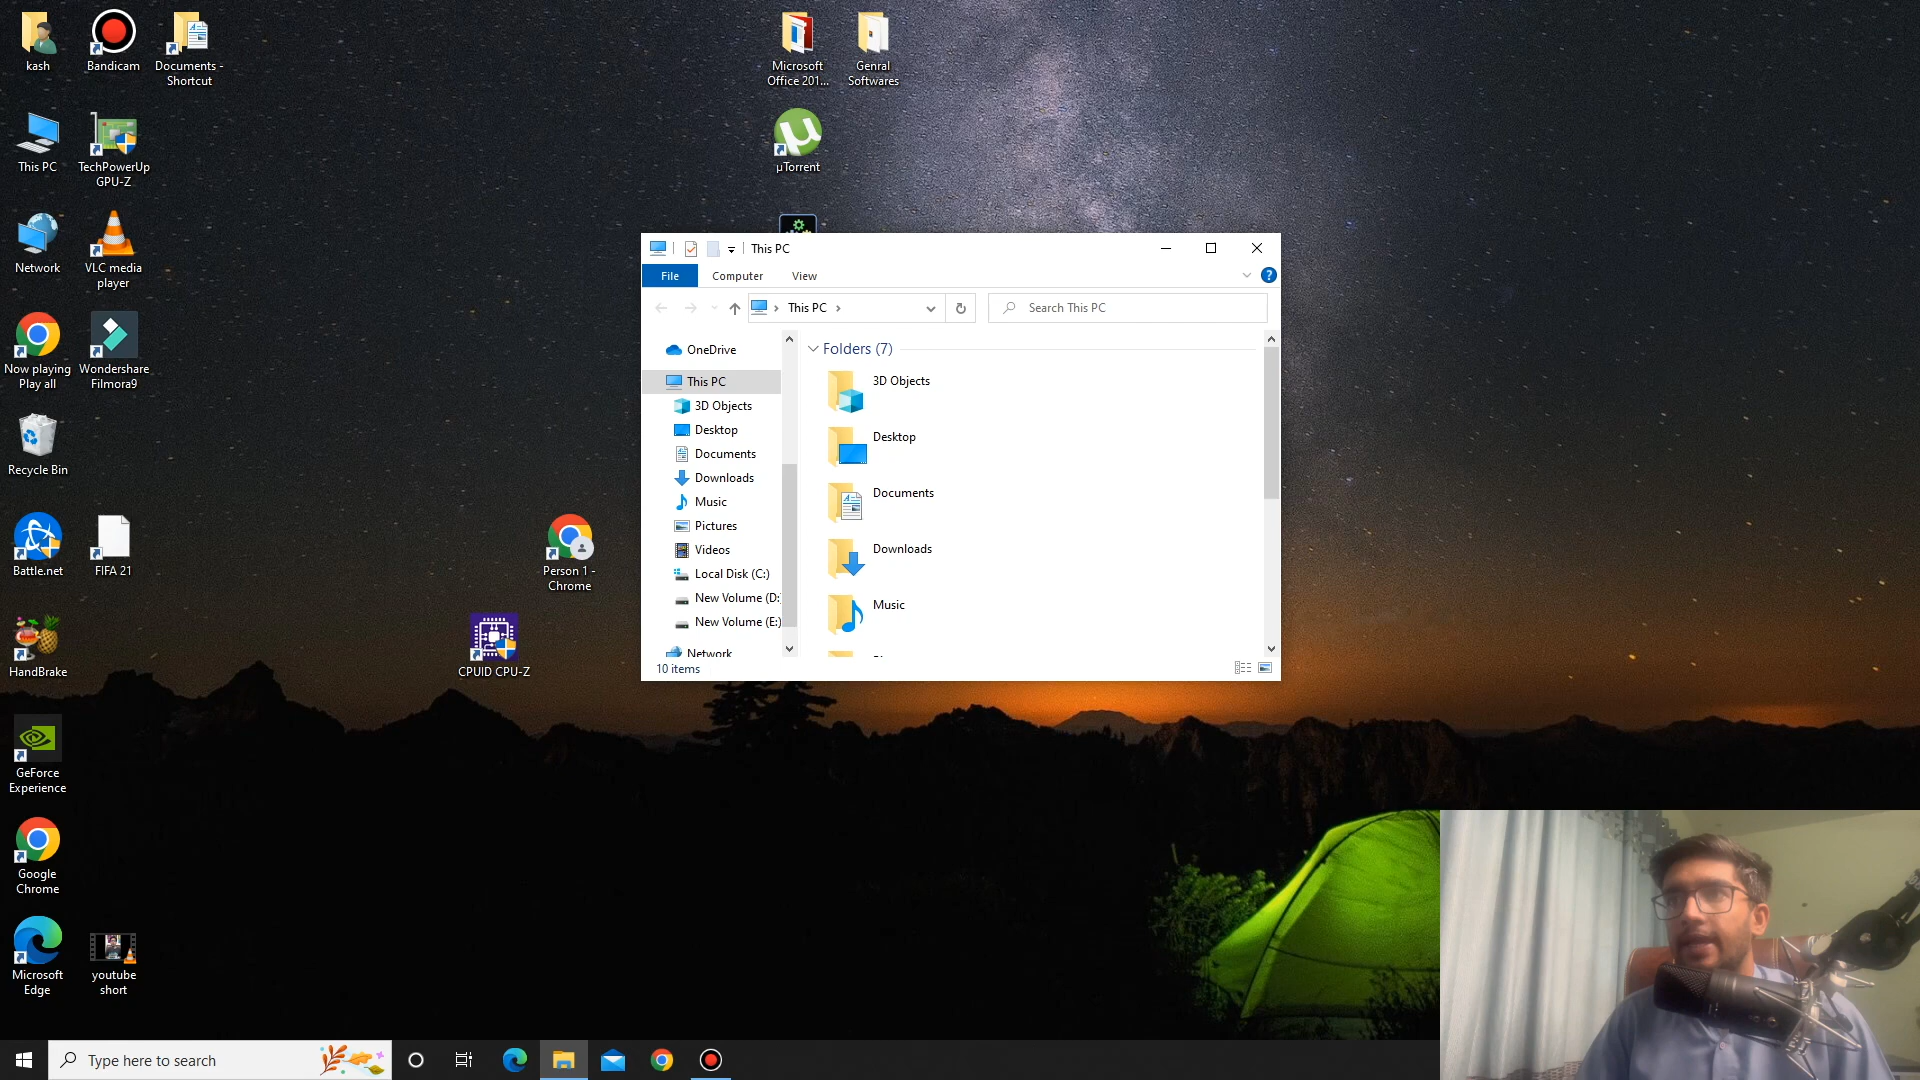 kash
Bandicam
Documents -
Shortcut
Microsoft
Office 201...
Genral
Softwares
This PC
TechPowerUp
GPU-Z
µTorrent
Network
VLC media
player
Now playing
Play all
Wondershare
Filmora9
Recycle Bin
Battle.net
FIFA 21
Person 1 -
Chrome
HandBrake
CPUID CPU-Z
GeForce
Experience
Google
Chrome
Microsoft
Edge
youtube
short
This PC
File
Computer
View
This PC
Search This PC
OneDrive
This PC
3D Objects
Desktop
Documents
Downloads
Music
Pictures
Videos
Local Disk (C:)
New Volume (D:
New Volume (E:)
Network
Folders (7)
3D Objects
Desktop
Documents
Downloads
Music
10 items
Type here to search